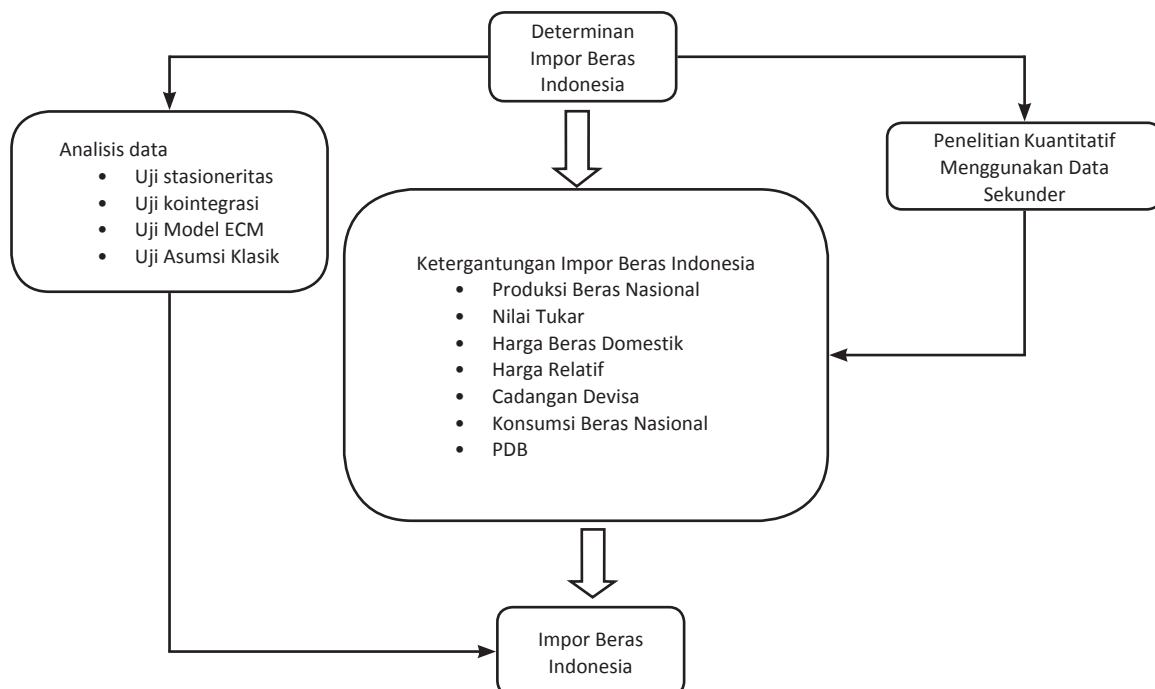 Determinan
Impor Beras
Indonesia
Analisis data
• Uji stasioneritas
• Uji kointegrasi
• Uji Model ECM
• Uji Asumsi Klasik
Penelitian Kuantitatif
Menggunakan Data
Sekunder
Ketergantungan Impor Beras Indonesia
• Produksi Beras Nasional
• Nilai Tukar
• Harga Beras Domestik
• Harga Relatif
• Cadangan Devisa
• Konsumsi Beras Nasional
• PDB
Impor Beras
Indonesia